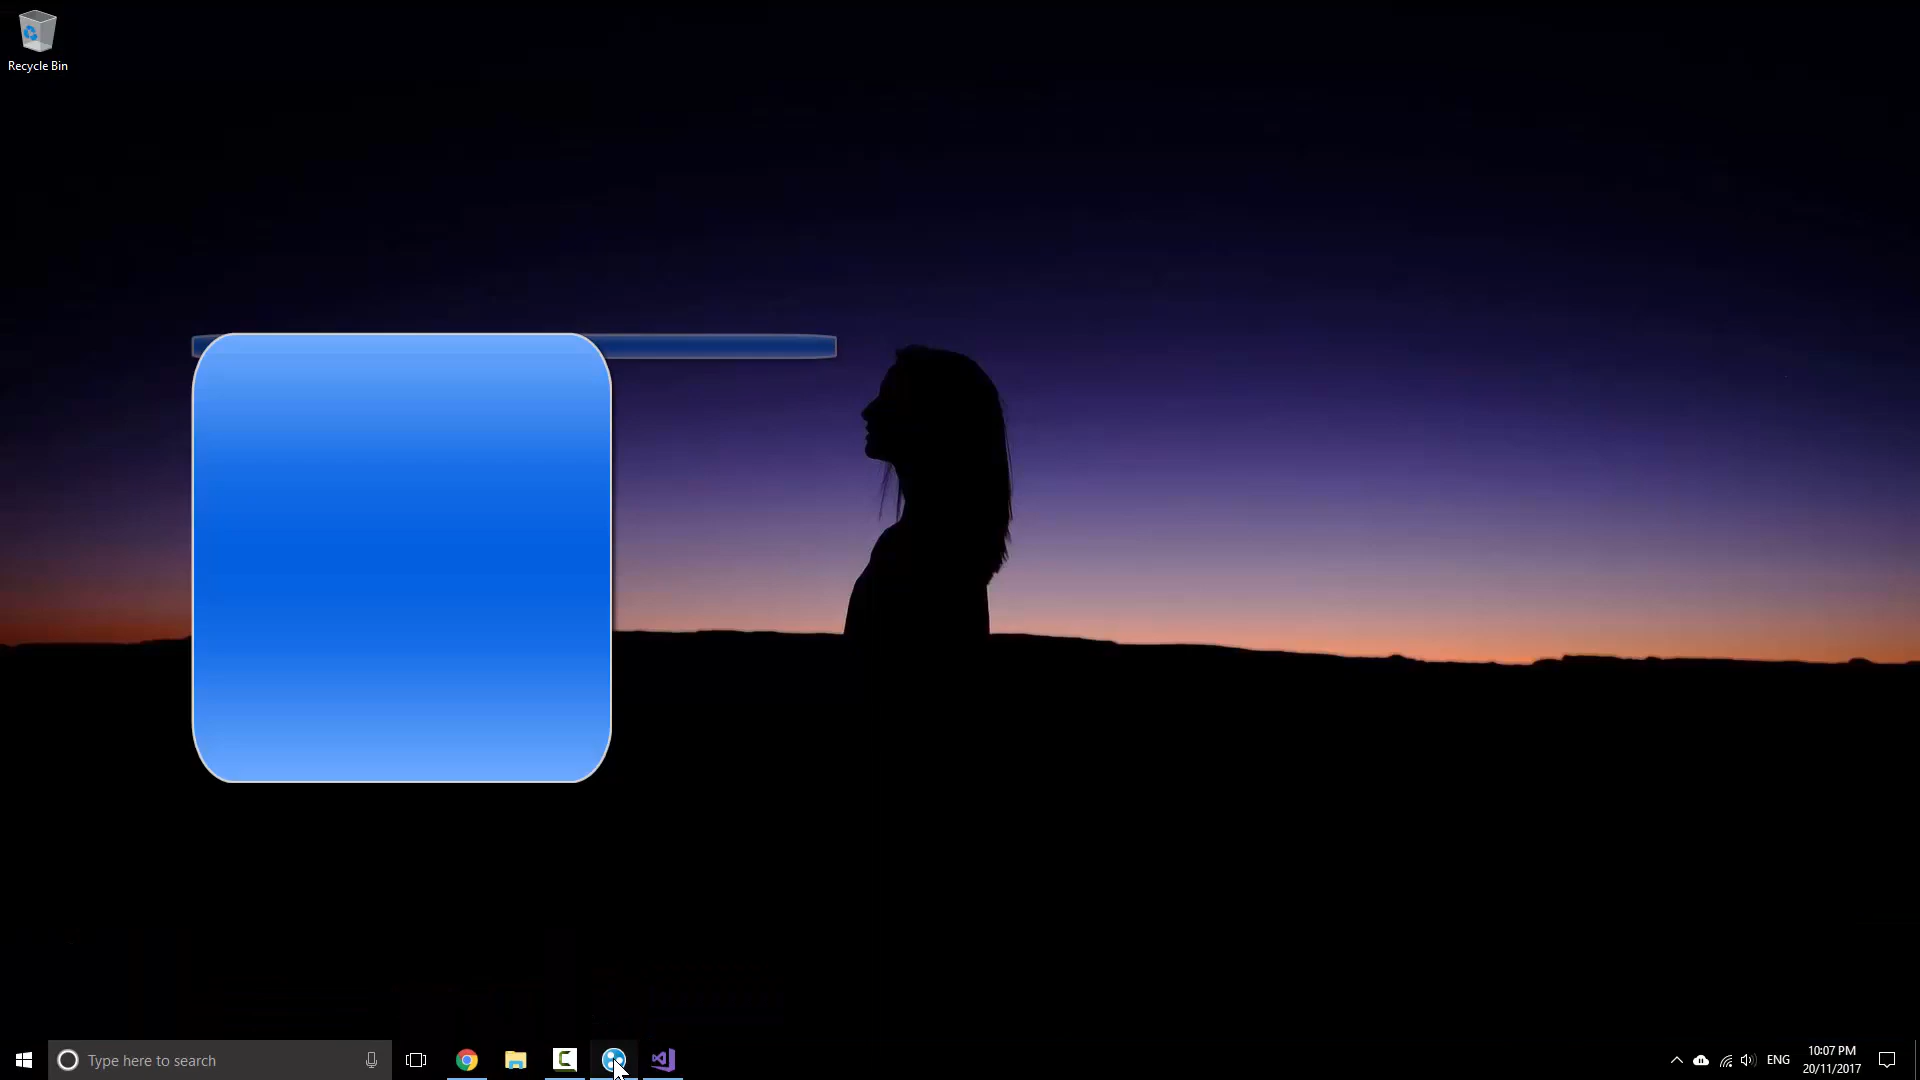 Recycle Bin
Type here to search
ENG
10:07 PM
20/11/2017